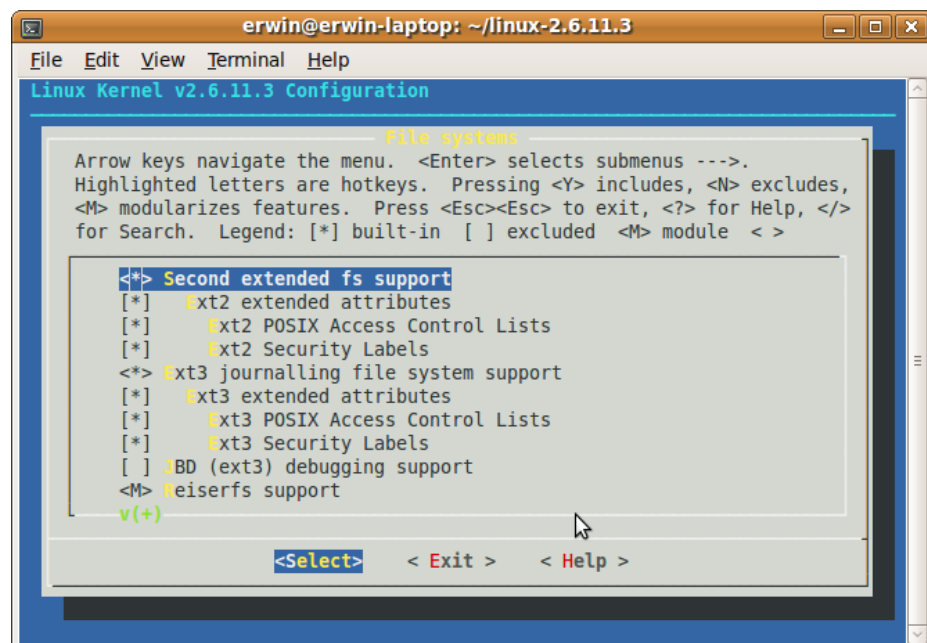 erwin@erwin-laptop: ~/linux-2.6.11.3
File Edit View Terminal Help
Linux Kernel v2.6.11.3 Configuration
File systems
Arrow keys navigate the menu. <Enter> selects submenus --->.
Highlighted letters are hotkeys. Pressing <Y> includes, <N> excludes,
<M> modularizes features. Press <Esc><Esc> to exit, <?> for Help, </>
for Search. Legend: [*] built-in [ ] excluded <M> module < >
<*> Second extended fs support
[*] Ext2 extended attributes
[*] Ext2 POSIX Access Control Lists
[*] Ext2 Security Labels
<*> Ext3 journalling file system support
[*] Ext3 extended attributes
[*] Ext3 POSIX Access Control Lists
[*] Ext3 Security Labels
[ ] JBD (ext3) debugging support
<M> Reiserfs support
v(+)
<Select> < Exit > < Help >